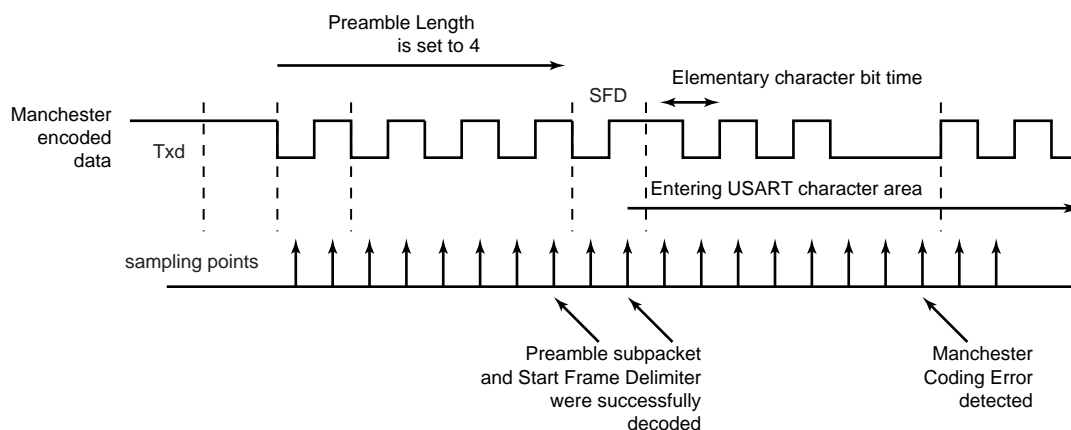 Preamble Length
is set to 4
Elementary character bit time
SFD
Manchester
encoded
data
Txd
Entering USART character area
sampling points
Preamble subpacket
and Start Frame Delimiter
were successfully
decoded
Manchester
Coding Error
detected